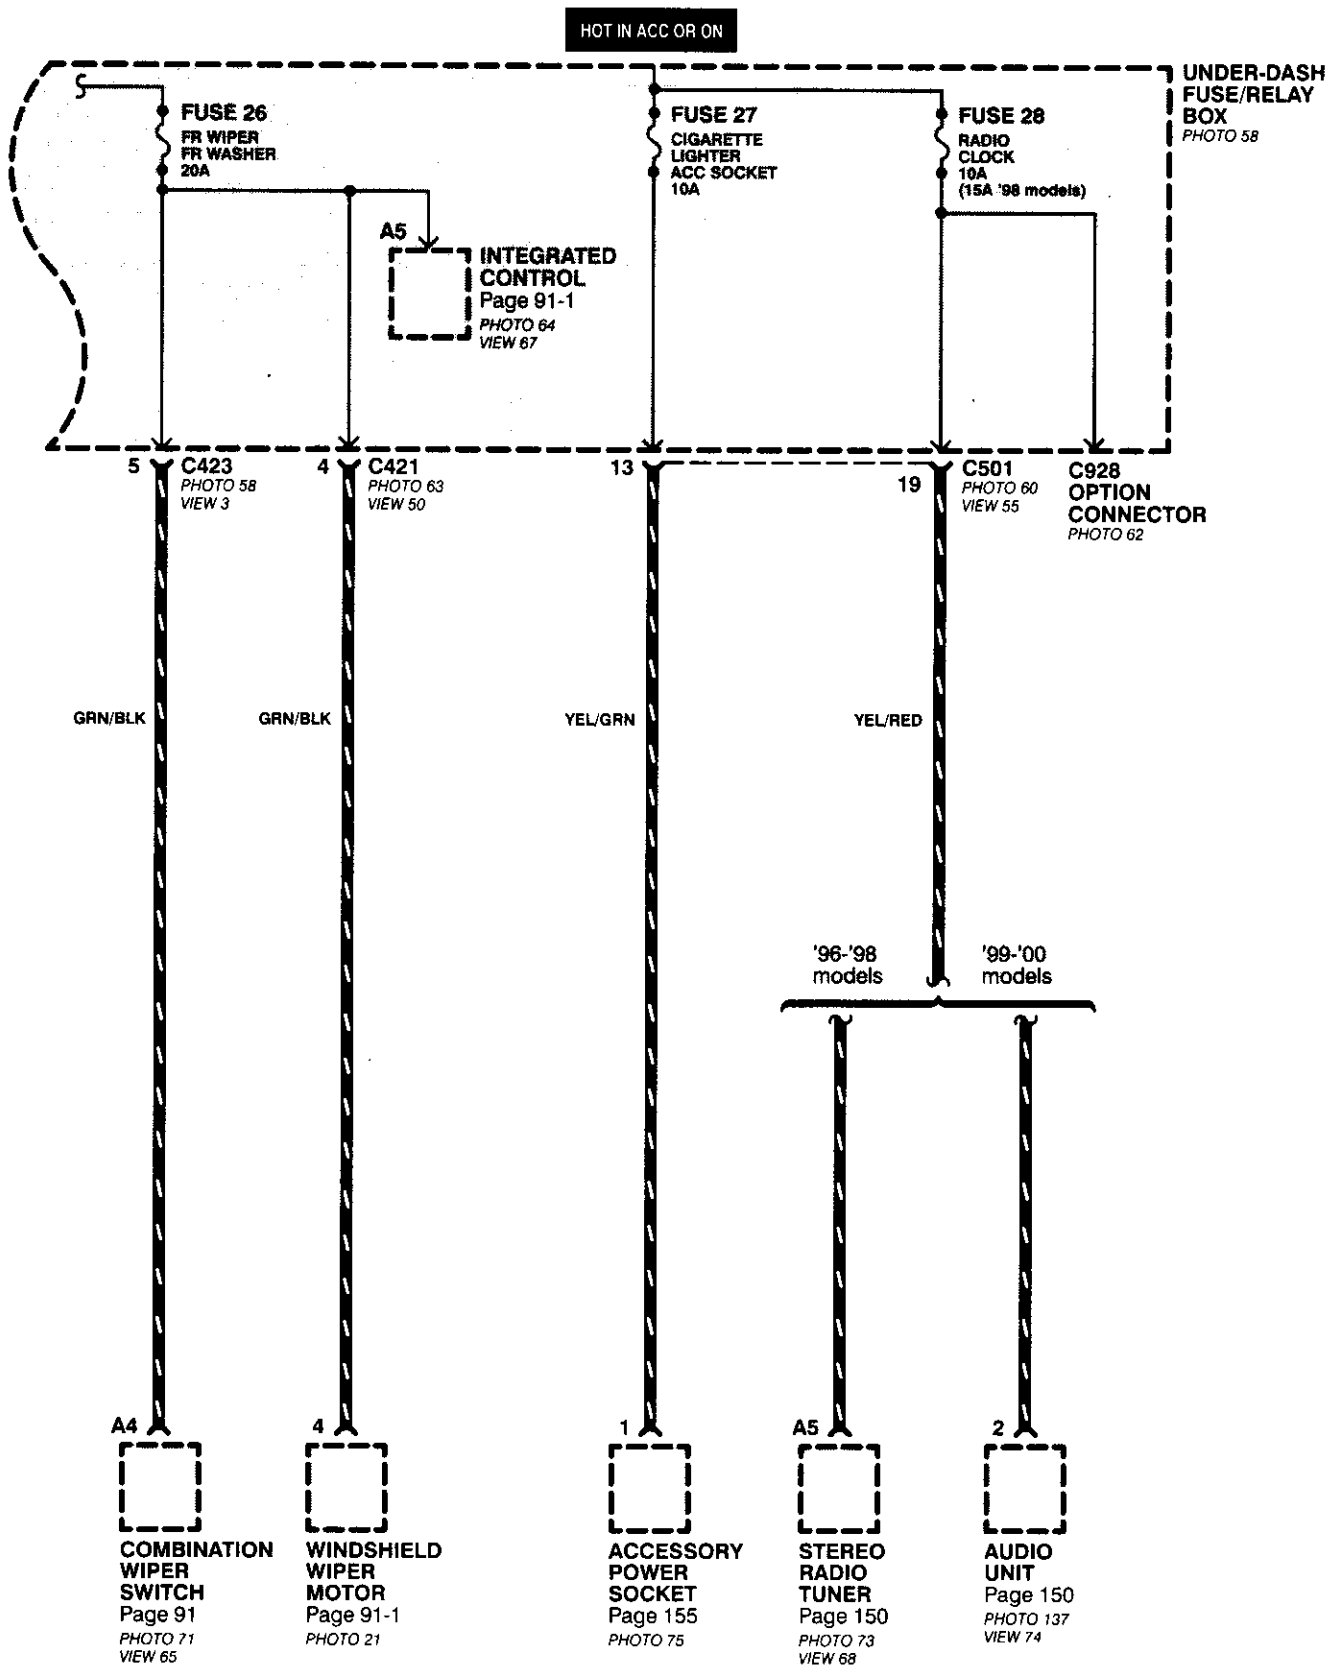 HOT IN ACC OR ON
UNDER-DASH
FUSE/RELAY
BOX
PHOTO 58
FUSE 26
FR WIPER
FR WASHER
20A
FUSE 27
CIGARETTE
LIGHTER
ACC SOCKET
10A
FUSE 28
RADIO
CLOCK
10A
(15A '98 models)
A5
INTEGRATED
CONTROL
Page 91-1
PHOTO 64
VIEW 67
5
C423
PHOTO 58
VIEW 3
4
C421
PHOTO 63
VIEW 50
13
19
C501
PHOTO 60
VIEW 55
C928
OPTION
CONNECTOR
PHOTO 62
GRN/BLK
GRN/BLK
YEL/GRN
YEL/RED
'96-'98
models
'99-'00
models
A4
COMBINATION
WIPER
SWITCH
Page 91
PHOTO 71
VIEW 65
4
WINDSHIELD
WIPER
MOTOR
Page 91-1
PHOTO 21
1
ACCESSORY
POWER
SOCKET
Page 155
PHOTO 75
A5
STEREO
RADIO
TUNER
Page 150
PHOTO 73
VIEW 68
2
AUDIO
UNIT
Page 150
PHOTO 137
VIEW 74